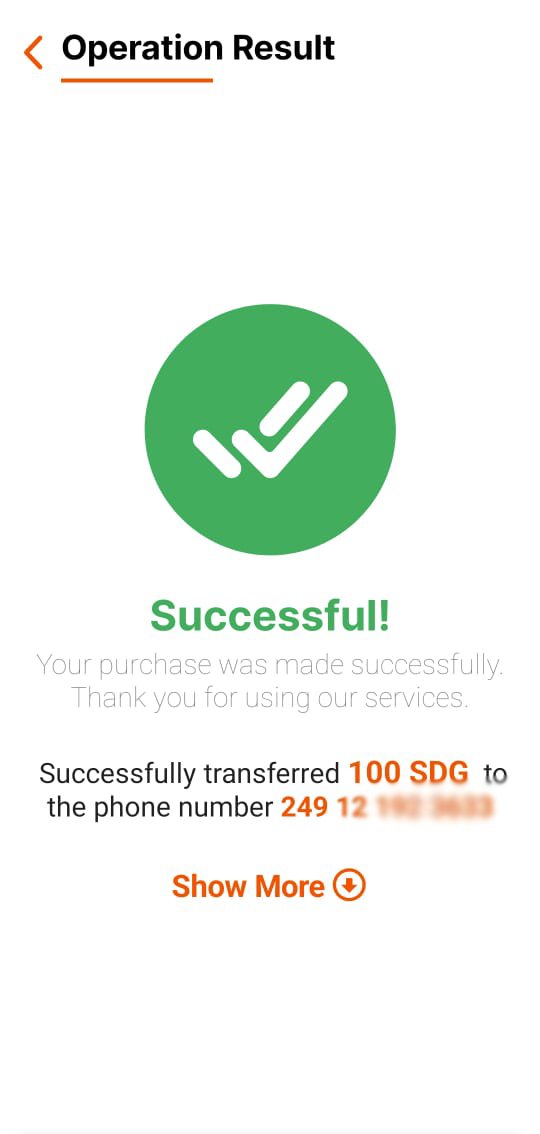 Operation Result
Successful!
Your purchase was made successfully.
Thank you for using our services.
Successfully transferred 100 SDG to
the phone number 249 12
Show More